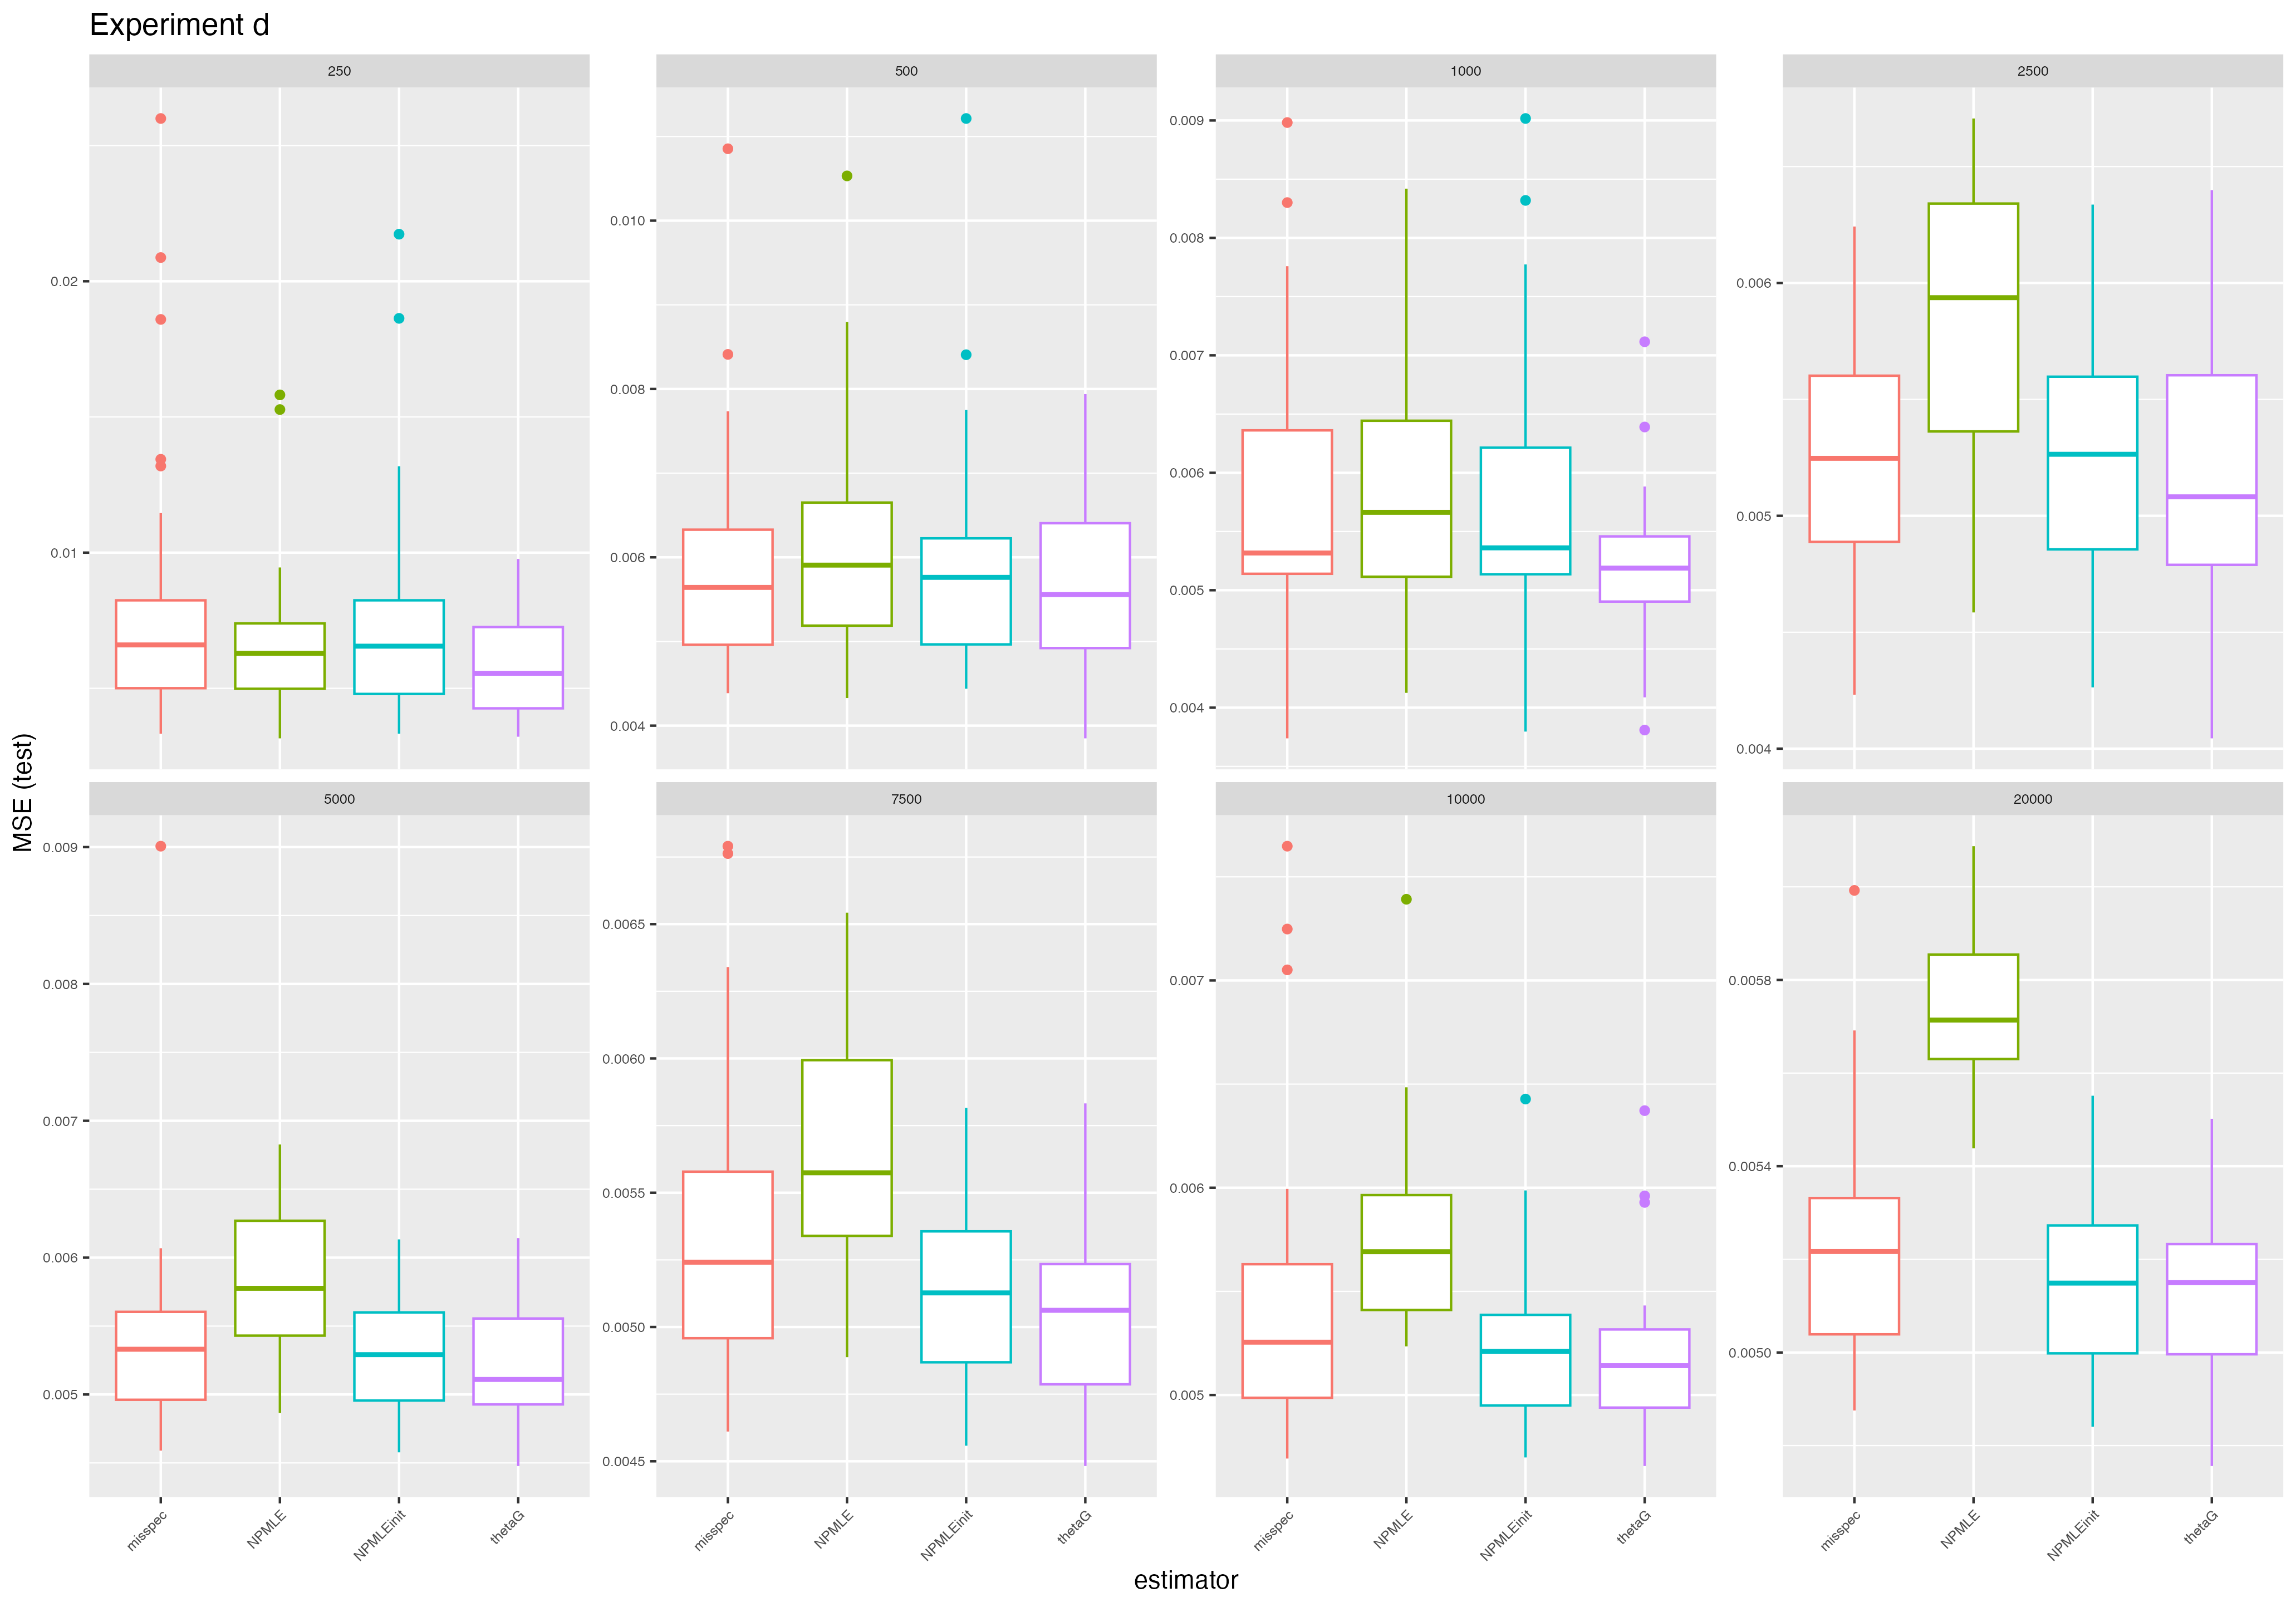 Experiment d
250
500
1000
2500
0.02
0.01
0.010
0.008
0.006
0.004
0.009
0.008
0.007
0.006
0.005
0.004
0.006
0.005
0.004
MSE (test)
5000
7500
10000
20000
0.009
0.008
0.007
0.006
0.005
0.0065
0.0060
0.0055
0.0050
0.0045
0.007
0.006
0.005
0.0058
0.0054
0.0050
misspec
NPMLE
NPMLEinit
thetaG
misspec
NPMLE
NPMLEinit
thetaG
misspec
NPMLE
NPMLEinit
thetaG
misspec
NPMLE
NPMLEinit
thetaG
estimator